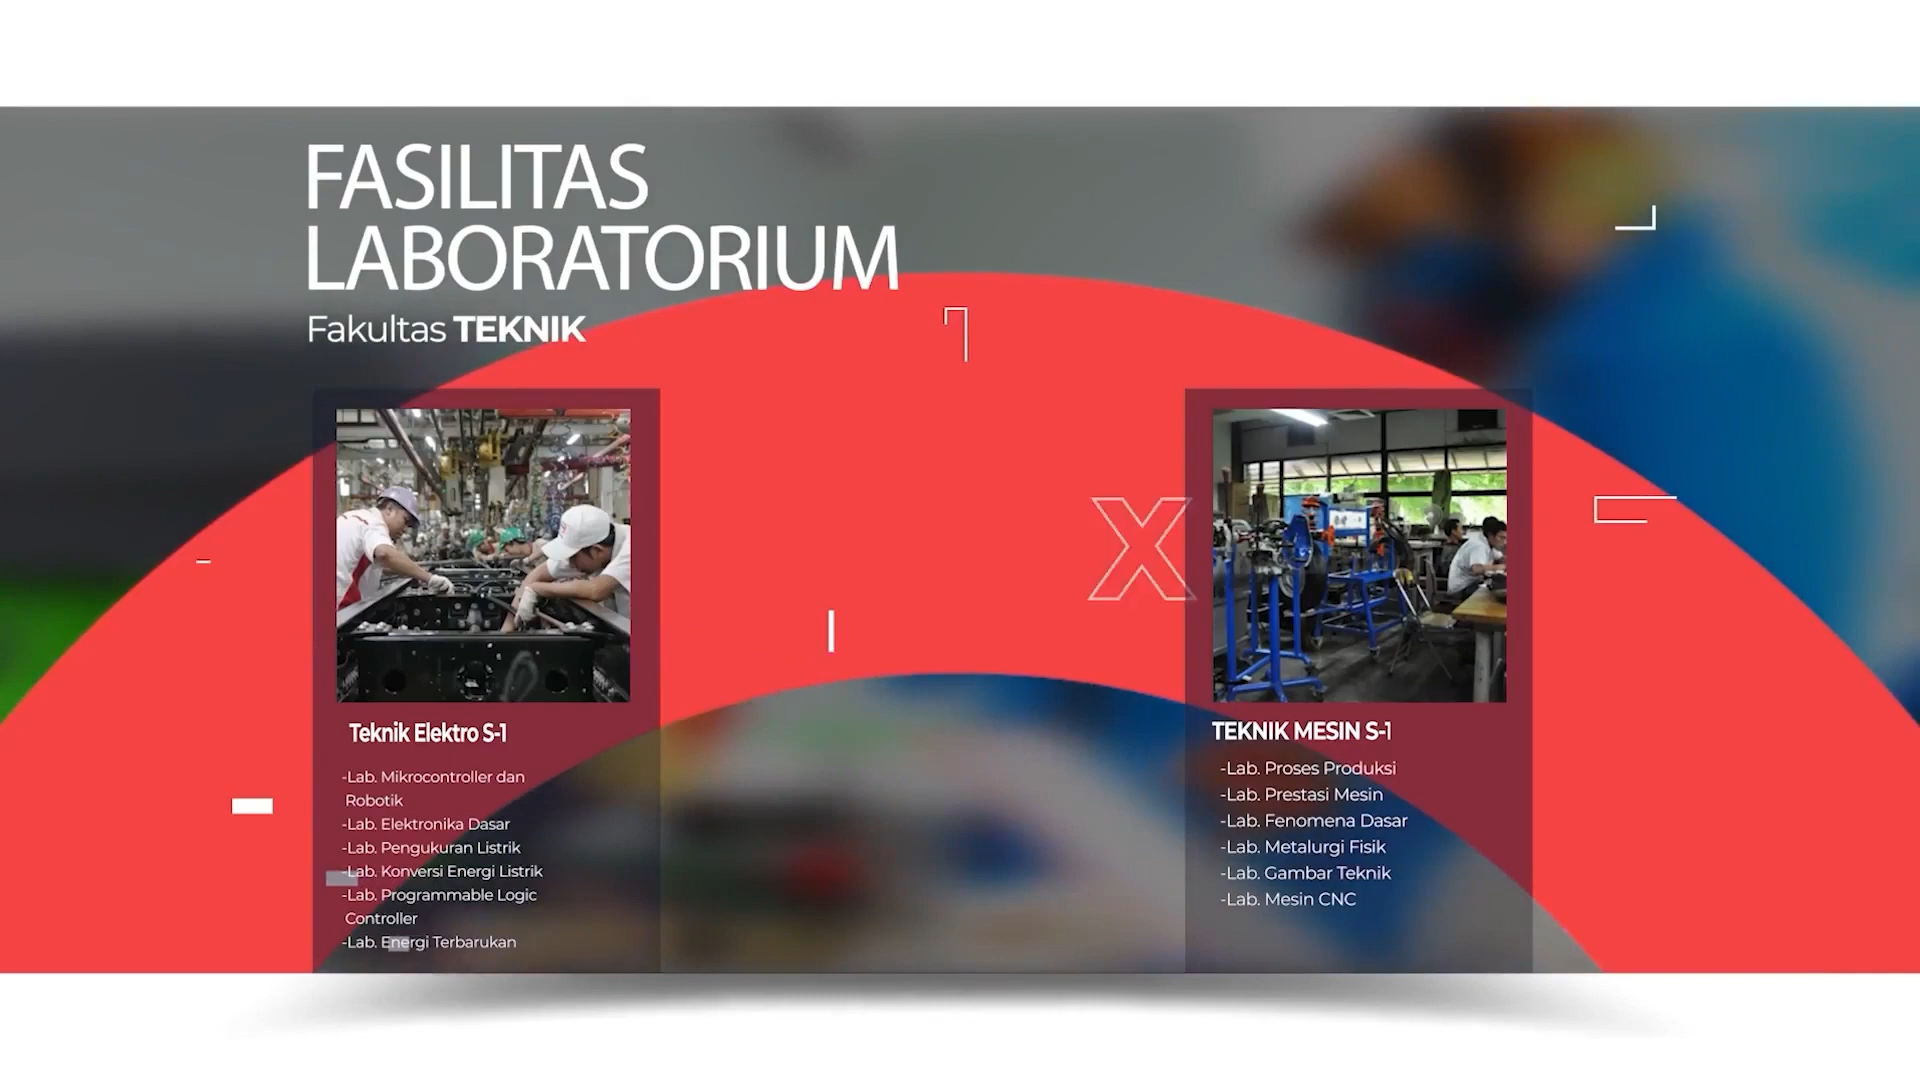 FASILITAS
LABORATORIUM
Fakultas TEKNIK
Teknik Elektro S-1
-Lab. Mikrocontroller dan
Robotik
-Lab. Elektronika Dasar
-Lab. Pengukuran Listrik
-Lab. Konversi Energi Listrik
-Lab. Programmable Logic
Controller
-Lab. Energi Terbarukan
TEKNIK MESIN S-1
-Lab. Proses Produksi
-Lab. Prestasi Mesin
-Lab. Fenomena Dasar
-Lab. Metalurgi Fisik
-Lab. Gambar Teknik
-Lab. Mesin CNC